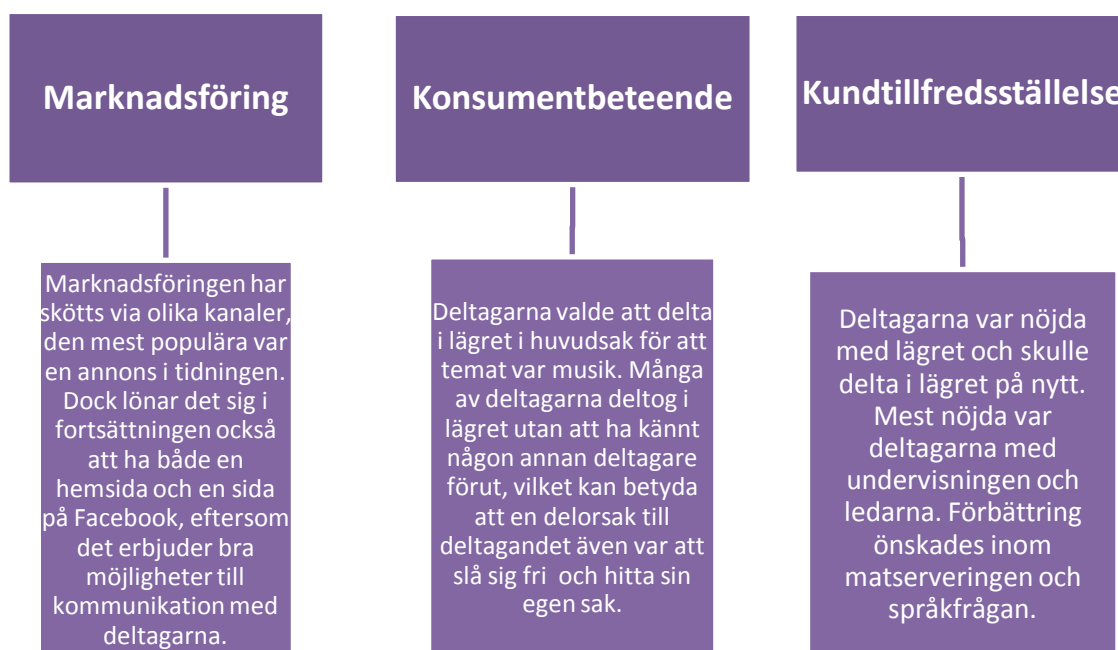 Marknadsföring
Marknadsföringen har
skötts via olika kanaler,
den mest populära var
en annons i tidningen.
Dock lönar det sig i
fortsättningen också
att ha både en
hemsida och en sida
på Facebook, eftersom
det erbjuder bra
möjligheter till
kommunikation med
deltagarna.
Konsumentbeteende
Deltagarna valde att delta
i lägret i huvudsak för att
temat var musik. Många
av deltagarna deltog i
lägret utan att ha kännt
någon annan deltagare
förut, vilket kan betyda
att en delorsak till
deltagandet även var att
slå sig fri och hitta sin
egen sak.
Kundtillfredsställelse
Deltagarna var nöjda
med lägret och skulle
delta i lägret på nytt.
Mest nöjda var
deltagarna med
undervisningen och
ledarna. Förbättring
önskades inom
matserveringen och
språkfrågan.